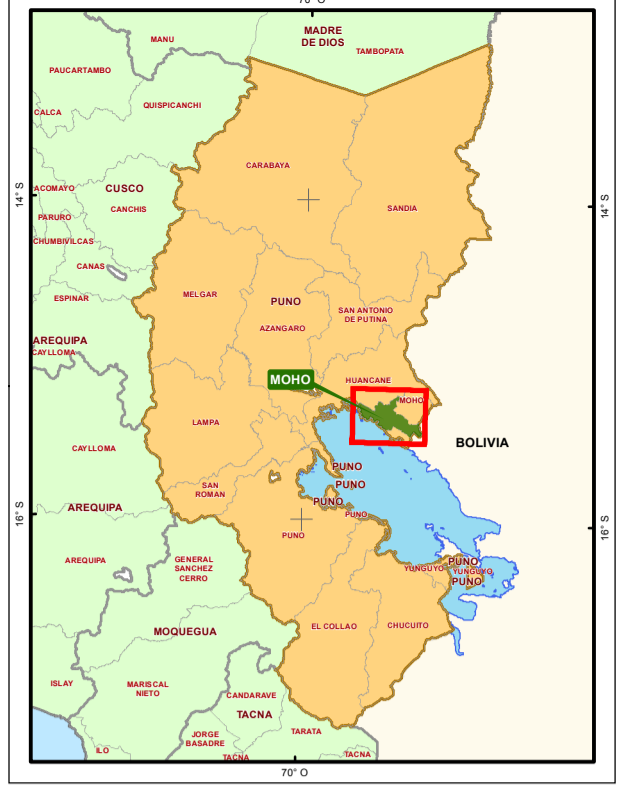 70° O
MADRE
DE DIOS
MANU
TAMBOPATA
PAUCARTAMBO
QUISPICANCHI
CALCA
CARABAYA
ACOMAYO
CUSCO
14° S
14° S
SANDIA
CANCHIS
PARURO
CHUMBIVILCAS
CANAS
ESPINAR
MELGAR
PUNO
SAN ANTONIO
DE PUTINA
AZANGARO
AREQUIPA
CAYLLOMA
MOHO
HUANCANE
MOHO
LAMPA
BOLIVIA
CAYLLOMA
PUNO
PUNO
SAN
ROMAN
PUNO
AREQUIPA
PUNO
16° S
16° S
PUNO
AREQUIPA
GENERAL
SANCHEZ
CERRO
YUNGUYO
PUNO
YUNGUYO
PUNO
MOQUEGUA
EL COLLAO
CHUCUITO
ISLAY
MARISCAL
NIETO
CANDARAVE
TACNA
JORGE
BASADRE
TARATA
ILO
TACNA
TACNA
70° O